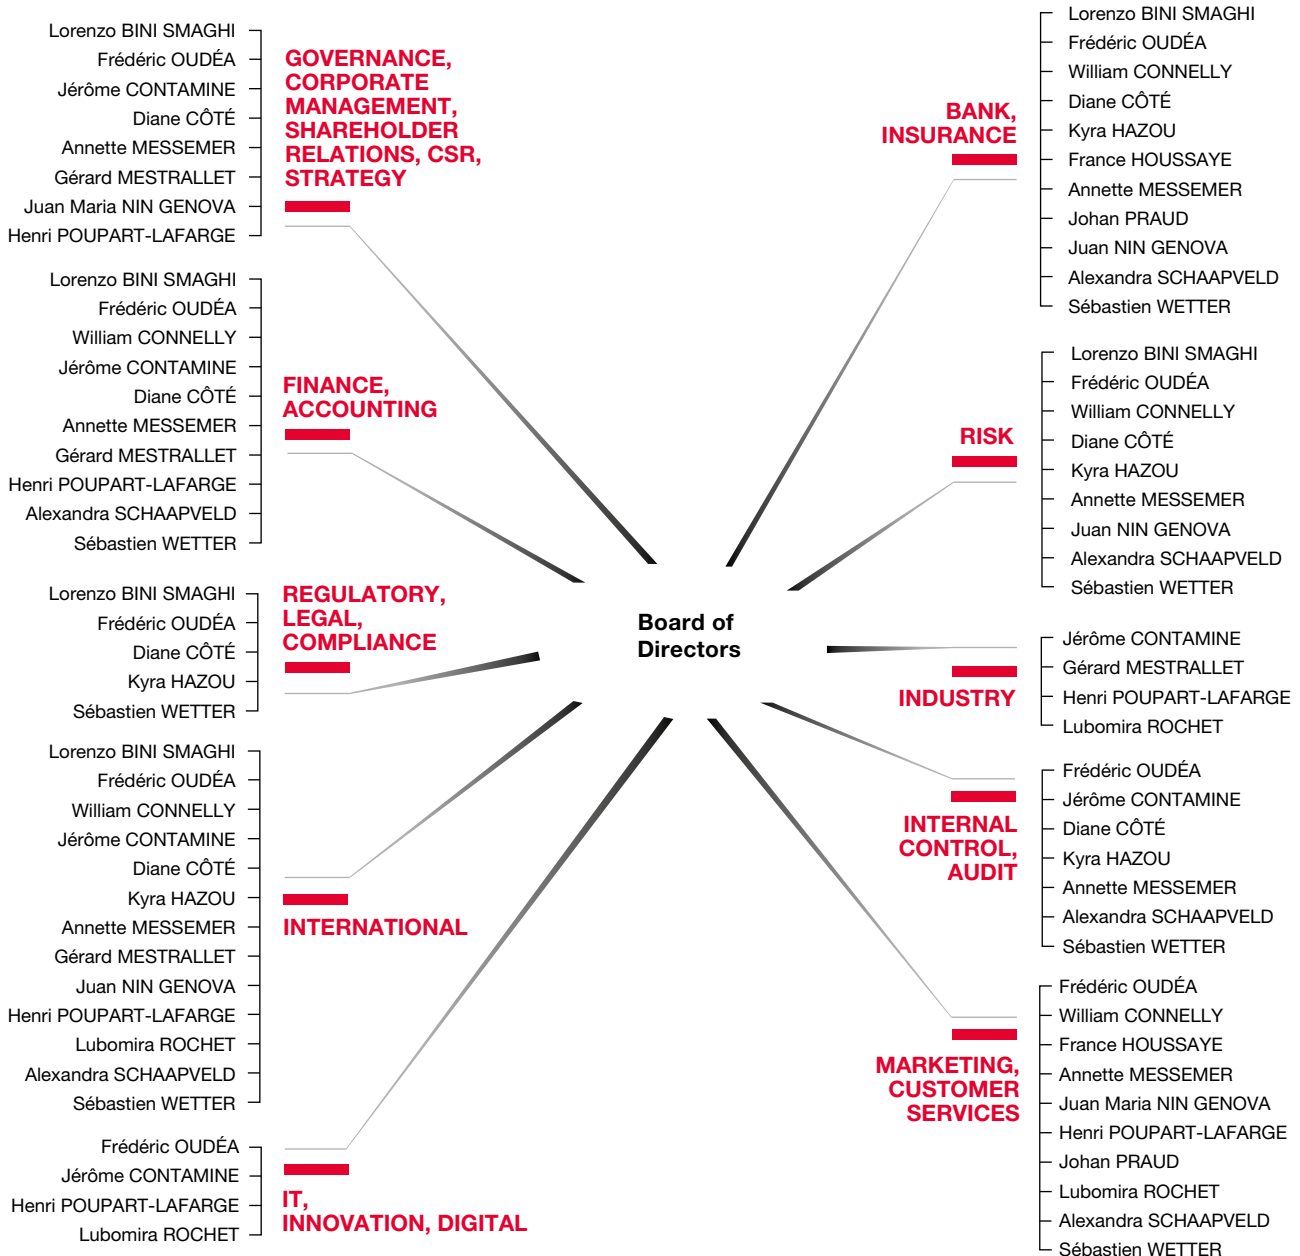 Lorenzo BINI SMAGHI
Frédéric OUDÉA
Jérôme CONTAMINE
Diane CÔTÉ
Annette MESSEMER
Gérard MESTRALLET
Juan Maria NIN GENOVA
Henri POUPART-LAFARGE
GOVERNANCE,
CORPORATE
MANAGEMENT,
SHAREHOLDER
RELATIONS, CSR,
STRATEGY
Lorenzo BINI SMAGHI
Frédéric OUDÉA
William CONNELLY
Jérôme CONTAMINE
Diane CÔTÉ
Annette MESSEMER
Gérard MESTRALLET
Henri POUPART-LAFARGE
Alexandra SCHAAPVELD
Sébastien WETTER
FINANCE,
ACCOUNTING
Lorenzo BINI SMAGHI
Frédéric OUDÉA
Diane CÔTÉ
Kyra HAZOU
Sébastien WETTER
REGULATORY,
LEGAL,
COMPLIANCE
Lorenzo BINI SMAGHI
Frédéric OUDÉA
William CONNELLY
Jérôme CONTAMINE
Diane CÔTÉ
Kyra HAZOU
Annette MESSEMER
Gérard MESTRALLET
Juan NIN GENOVA
Henri POUPART-LAFARGE
Lubomira ROCHET
Alexandra SCHAAPVELD
Sébastien WETTER
INTERNATIONAL
Frédéric OUDÉA
Jérôme CONTAMINE
Henri POUPART-LAFARGE
Lubomira ROCHET
IT,
INNOVATION, DIGITAL
Board of
Directors
BANK,
INSURANCE
Lorenzo BINI SMAGHI
Frédéric OUDÉA
William CONNELLY
Diane CÔTÉ
Kyra HAZOU
France HOUSSAYE
Annette MESSEMER
Johan PRAUD
Juan NIN GENOVA
Alexandra SCHAAPVELD
Sébastien WETTER
RISK
Lorenzo BINI SMAGHI
Frédéric OUDÉA
William CONNELLY
Diane CÔTÉ
Kyra HAZOU
Annette MESSEMER
Juan NIN GENOVA
Alexandra SCHAAPVELD
Sébastien WETTER
INDUSTRY
Jérôme CONTAMINE
Gérard MESTRALLET
Henri POUPART-LAFARGE
Lubomira ROCHET
INTERNAL
CONTROL,
AUDIT
Frédéric OUDÉA
Jérôme CONTAMINE
Diane CÔTÉ
Kyra HAZOU
Annette MESSEMER
Alexandra SCHAAPVELD
Sébastien WETTER
MARKETING,
CUSTOMER
SERVICES
Frédéric OUDÉA
William CONNELLY
France HOUSSAYE
Annette MESSEMER
Juan Maria NIN GENOVA
Henri POUPART-LAFARGE
Johan PRAUD
Lubomira ROCHET
Alexandra SCHAAPVELD
Sébastien WETTER